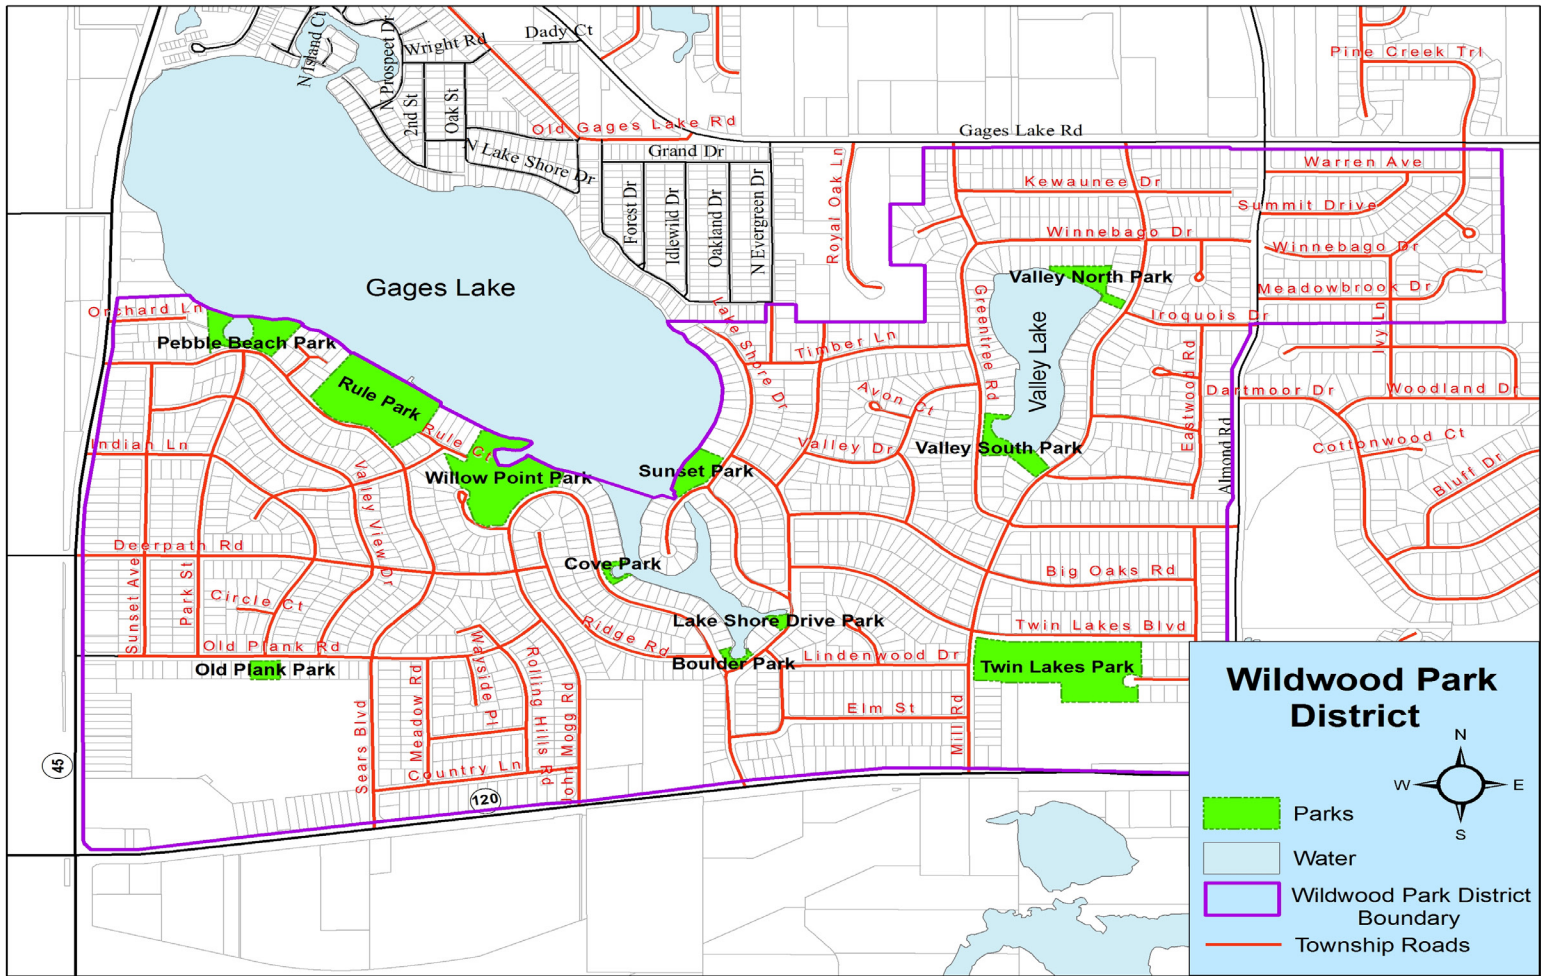 Dady Ct
Wright Rd
N Prospect Dr
N Island Ct
Pine Creek Trl
2nd St
Oak St
Old Gages Lake Rd
Gages Lake Rd
N Lake Shore Dr
Grand Dr
Warren Ave
Kewaunee Dr
Royal Oak Ln
Forest Dr
Idlewild Dr
Oakland Dr
N Evergreen Dr
Summit Drive
Winnebago Dr
Winnebago Dr
Valley North Park
Gages Lake
Meadowbrook Dr
Orchard Ln
Iroquois Dr
Greentree Rd
Ivy Ln
Pebble Beach Park
Lake Shore Dr
Timber Ln
Valley Lake
Eastwood Rd
Rule Park
Avon Ct
Dartmoor Dr
Woodland Dr
Rule Ct
Indian Ln
Valley Dr
Valley South Park
Almond Rd
Cottonwood Ct
Bluff Dr
Willow Point Park
Sunset Park
Valley View Dr
Deerpath Rd
Cove Park
Big Oaks Rd
Sunset Ave
Park St
Circle Ct
Ridge Rd
Lake Shore Drive Park
Twin Lakes Blvd
Old Plank Rd
Lindenwood Dr
Old Plank Park
Boulder Park
Twin Lakes Park
Wayside Pl
Rolling Hills Rd
Meadow Rd
Sears Blvd
John Mogg Rd
Elm St
Mill Rd
Country Ln
45
120
Wildwood Park
District
N
W
E
S
Parks
Water
Wildwood Park District
Boundary
Township Roads